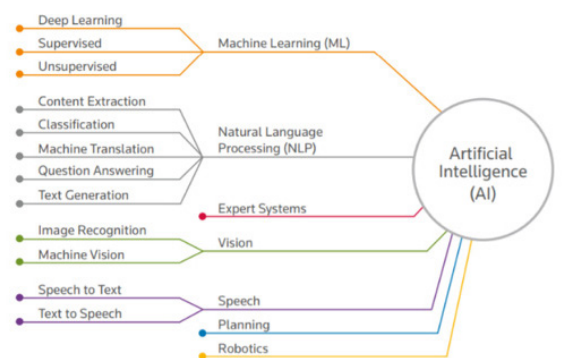 Deep Learning
Supervised
Unsupervised
Machine Learning (ML)
Content Extraction
Classification
Machine Translation
Question Answering
Text Generation
Natural Language
Processing (NLP)
Artificial
Intelligence
(AI)
Expert Systems
Image Recognition
Machine Vision
Vision
Speech to Text
Text to Speech
Speech
Planning
Robotics